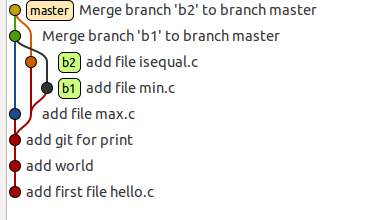 master Merge branch 'b2' to branch master
Merge branch 'b1' to branch master
b2 add file isequal.c
b1 add file min.c
add file max.c
add git for print
add world
add first file hello.c